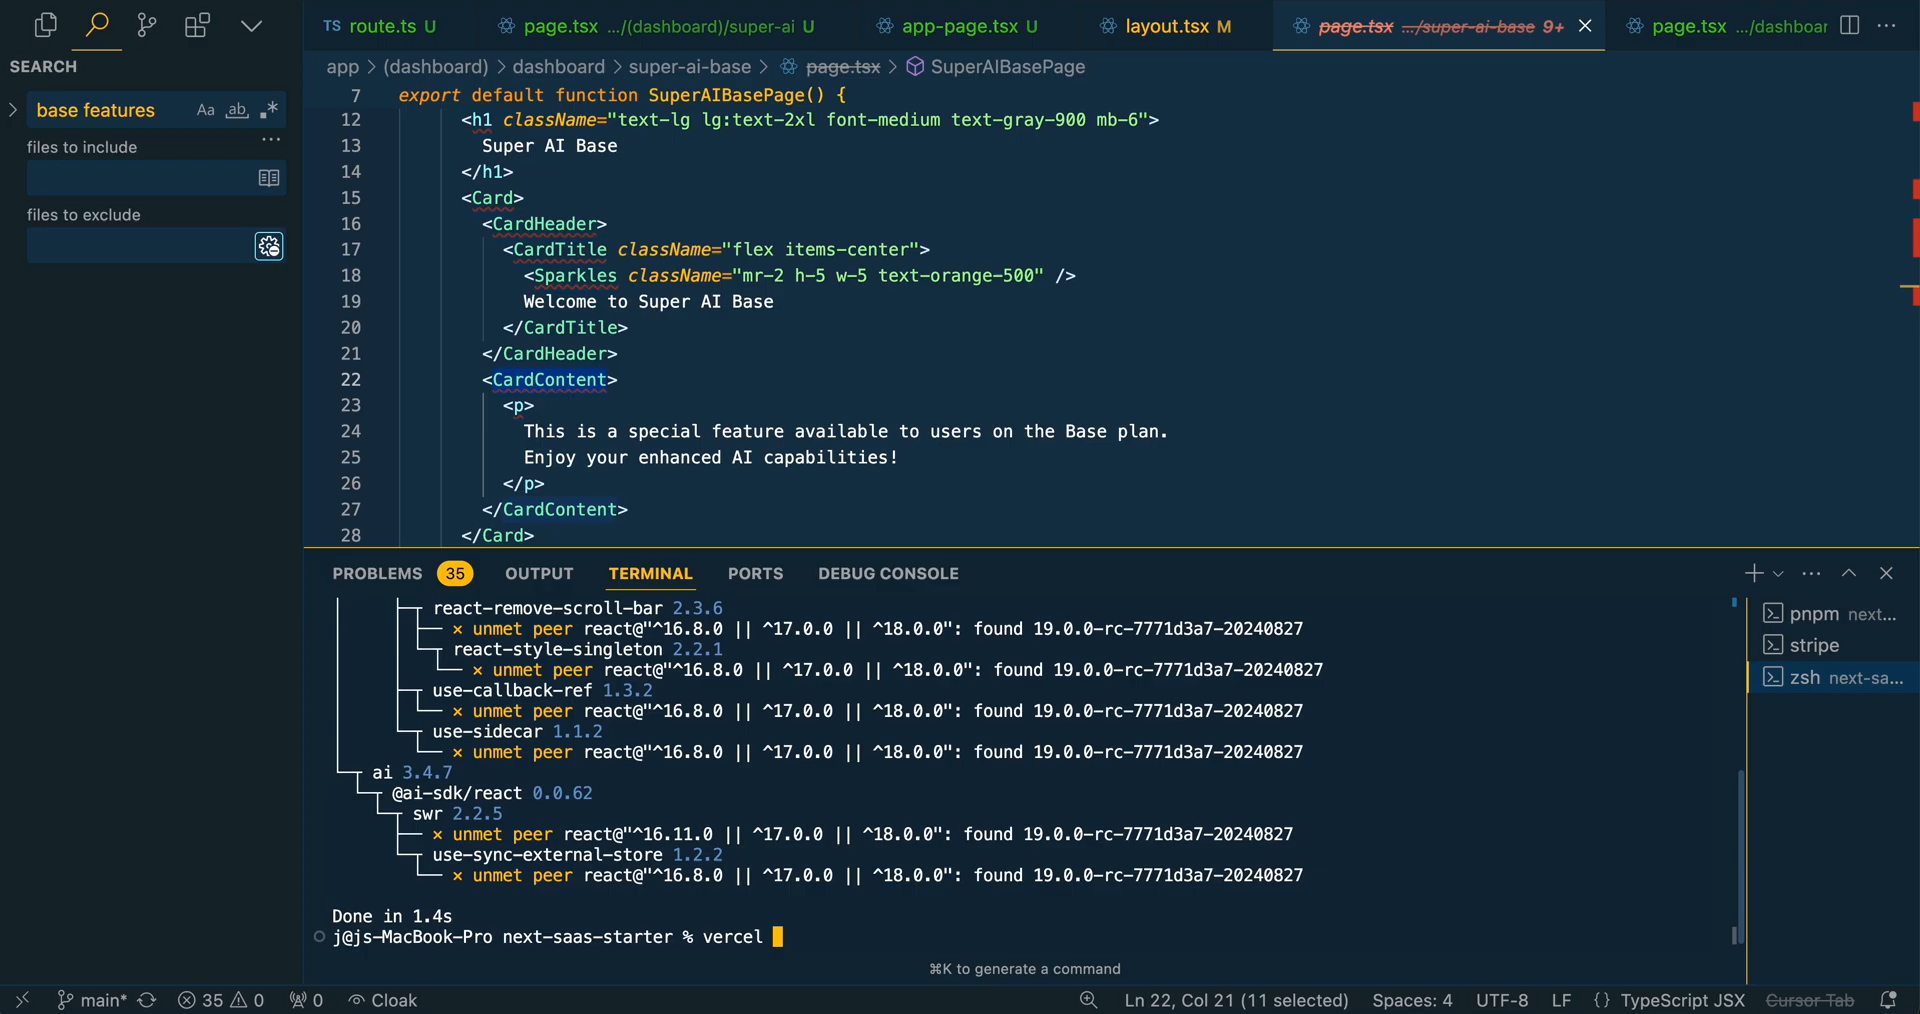 TS route.ts U page.tsx .../(dashboard)/super-ai U app-page.tsx U layout.tsx M page.tsx .../super-ai-base 9+ page.tsx .../dashboar
SEARCH
app > (dashboard) > dashboard > super-ai-base > page.tsx > SuperAIBasePage
base features Aa ab
files to include
files to exclude
7 export default function SuperAIBasePage() {
12 <h1 className="text-lg lg:text-2xl font-medium text-gray-900 mb-6">
13 Super AI Base
14 </h1>
15 <Card>
16 <CardHeader>
17 <CardTitle className="flex items-center">
18 <Sparkles className="mr-2 h-5 w-5 text-orange-500" />
19 Welcome to Super AI Base
20 </CardTitle>
21 </CardHeader>
22 <CardContent>
23 <p>
24 This is a special feature available to users on the Base plan.
25 Enjoy your enhanced AI capabilities!
26 </p>
27 </CardContent>
28 </Card>
PROBLEMS 35 OUTPUT TERMINAL PORTS DEBUG CONSOLE
react-remove-scroll-bar 2.3.6
× unmet peer react@"^16.8.0 || ^17.0.0 || ^18.0.0": found 19.0.0-rc-7771d3a7-20240827
react-style-singleton 2.2.1
× unmet peer react@"^16.8.0 || ^17.0.0 || ^18.0.0": found 19.0.0-rc-7771d3a7-20240827
use-callback-ref 1.3.2
× unmet peer react@"^16.8.0 || ^17.0.0 || ^18.0.0": found 19.0.0-rc-7771d3a7-20240827
use-sidecar 1.1.2
× unmet peer react@"^16.8.0 || ^17.0.0 || ^18.0.0": found 19.0.0-rc-7771d3a7-20240827
ai 3.4.7
@ai-sdk/react 0.0.62
swr 2.2.5
× unmet peer react@"^16.11.0 || ^17.0.0 || ^18.0.0": found 19.0.0-rc-7771d3a7-20240827
use-sync-external-store 1.2.2
× unmet peer react@"^16.8.0 || ^17.0.0 || ^18.0.0": found 19.0.0-rc-7771d3a7-20240827
Done in 1.4s
j@js-MacBook-Pro next-saas-starter % vercel
⌘K to generate a command
pnpm next...
stripe
zsh next-sa...
main* 35 0 0 Cloak Ln 22, Col 21 (11 selected) Spaces: 4 UTF-8 LF {} TypeScript JSX Cursor Tab